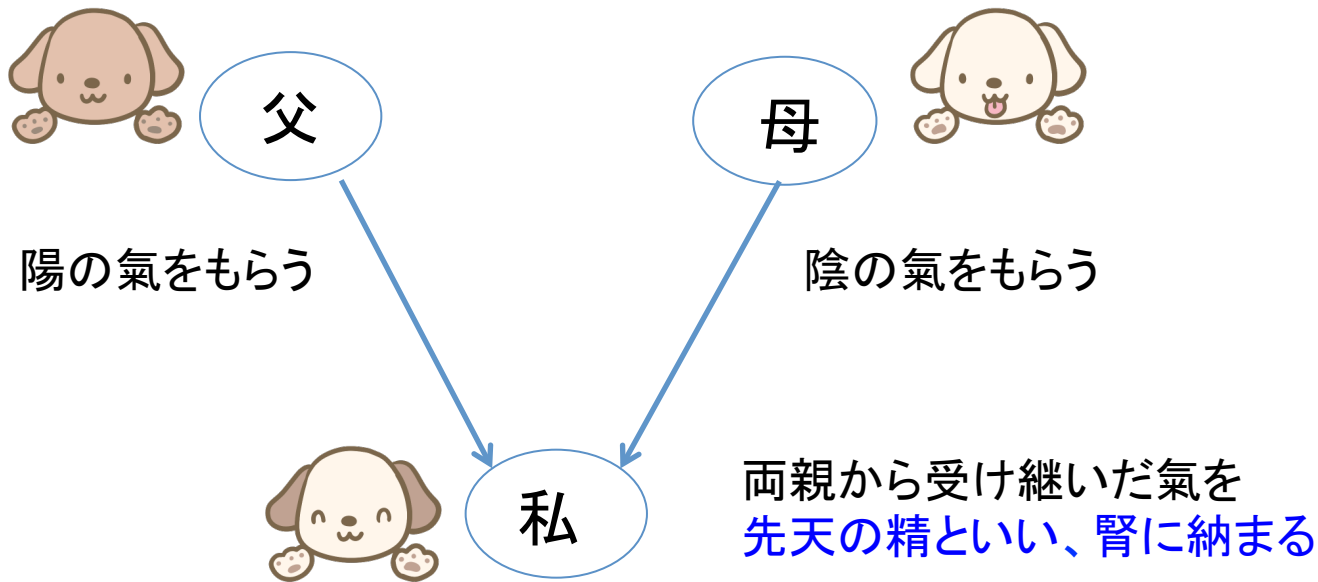 父
母
陽の氣をもらう
陰の氣をもらう
私
両親から受け継いだ氣を
先天の精といい、腎に納まる